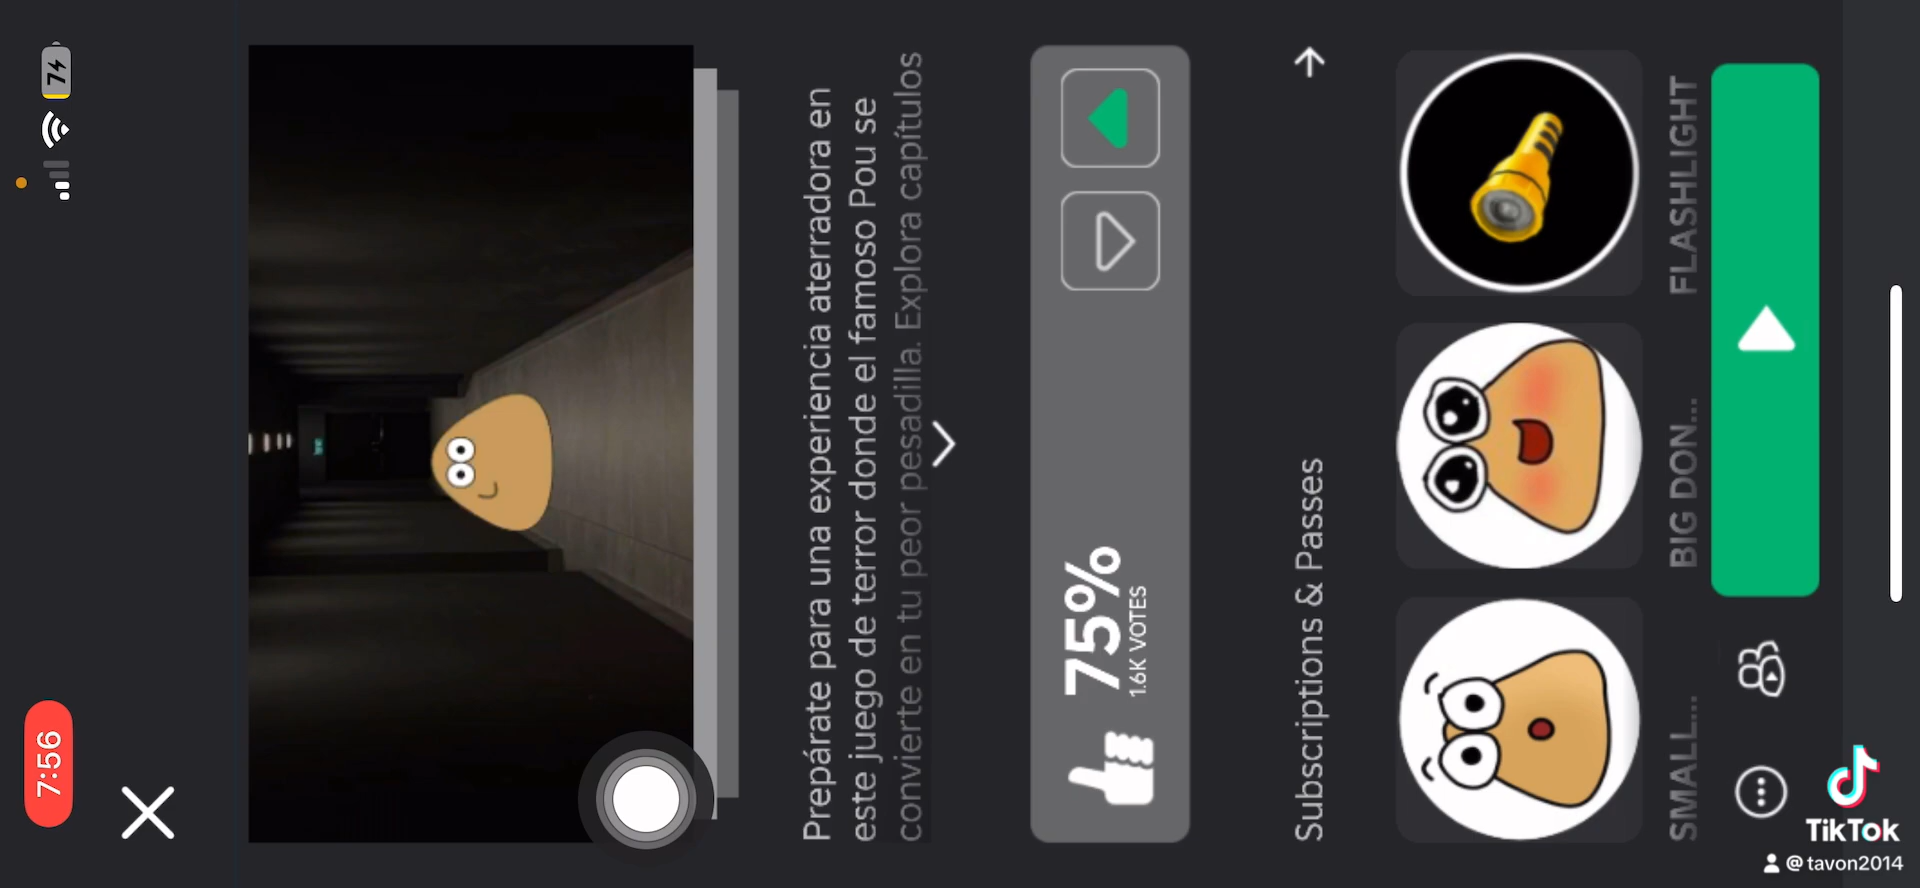 7:56
74
Prepárate para una experiencia aterradora en
este juego de terror donde el famoso Pou se
convierte en tu peor pesadilla. Explora capítulos
75%
1.6K VOTES
Subscriptions & Passes
SMALL...
BIG DON...
FLASHLIGHT
TikTok
@tavon2014